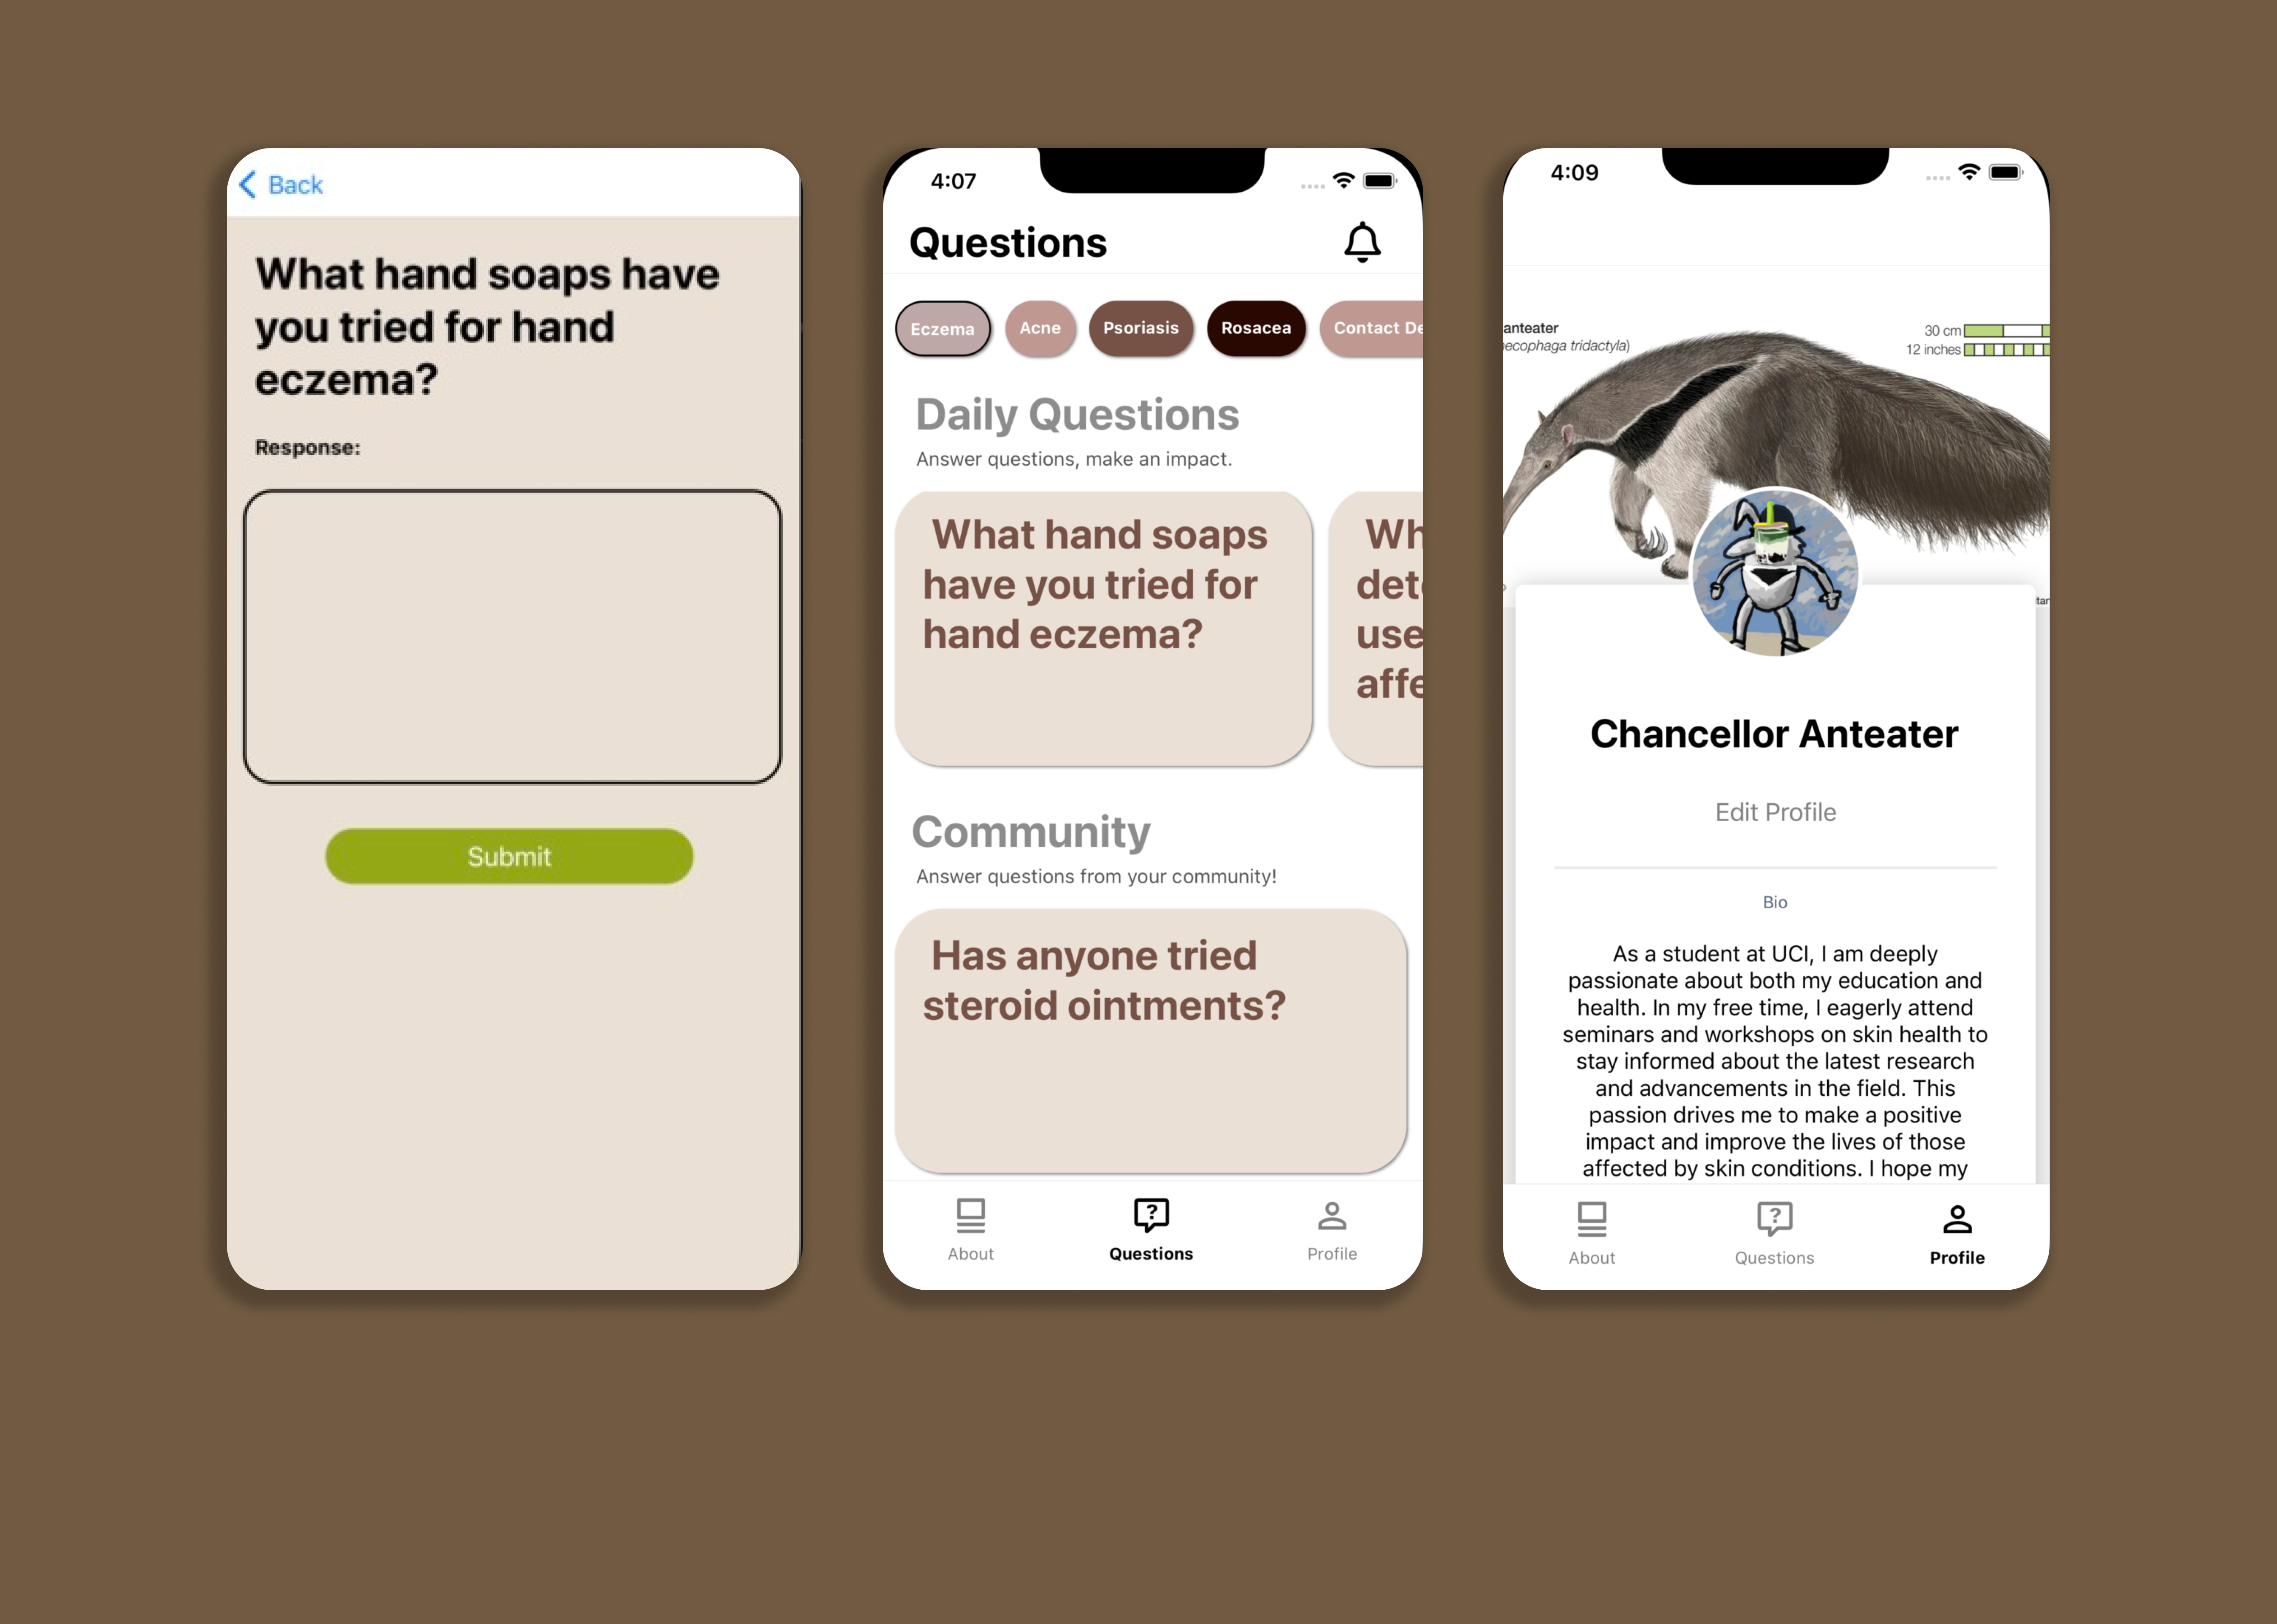 Back
What hand soaps have
you tried for hand
eczema?
Response:
Submit
4:07
Questions
Eczema
Acne
Psoriasis
Rosacea
Contact De
Daily Questions
Answer questions, make an impact.
What hand soaps
have you tried for
hand eczema?
Wh
det
use
affe
Community
Answer questions from your community!
Has anyone tried
steroid ointments?
About
Questions
Profile
4:09
anteater
ecophaga tridactyla)
30 cm
12 inches
Chancellor Anteater
Edit Profile
Bio
As a student at UCI, I am deeply
passionate about both my education and
health. In my free time, I eagerly attend
seminars and workshops on skin health to
stay informed about the latest research
and advancements in the field. This
passion drives me to make a positive
impact and improve the lives of those
affected by skin conditions. I hope my
About
Questions
Profile